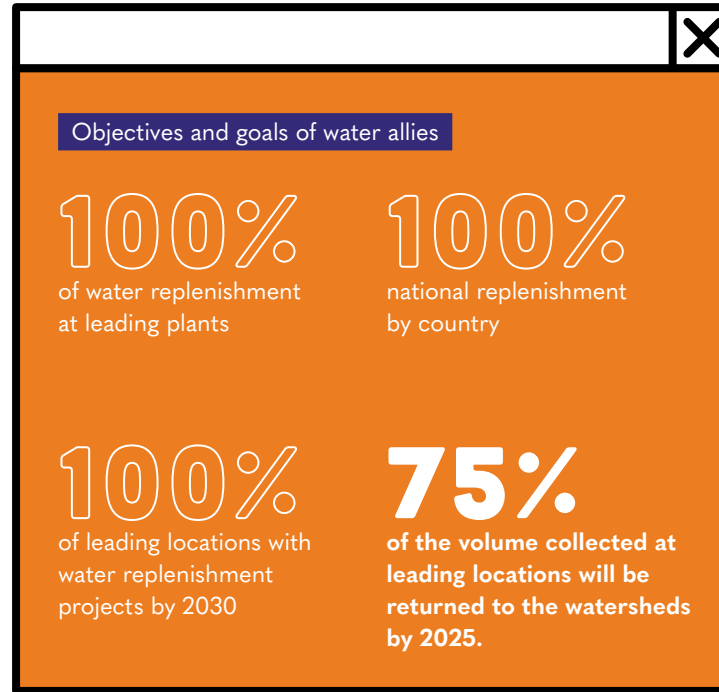 Objectives and goals of water allies
100%
of water replenishment
at leading plants
100%
national replenishment
by country
100%
of leading locations with
water replenishment
projects by 2030
75%
of the volume collected at
leading locations will be
returned to the watersheds
by 2025.